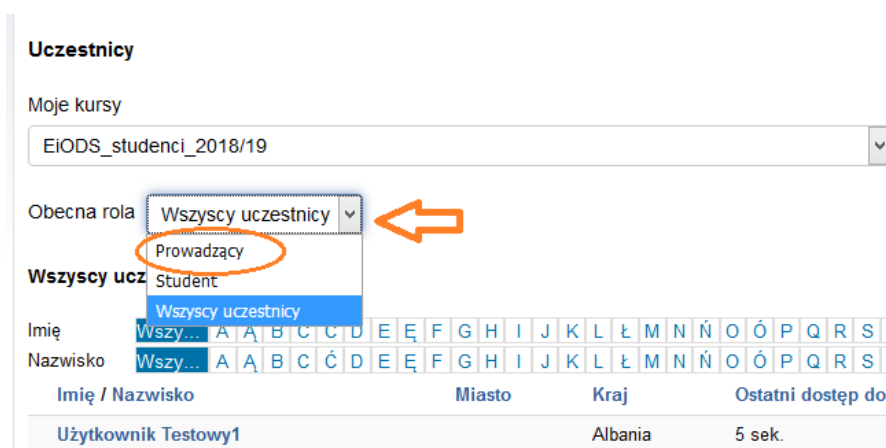 Uczestnicy
Moje kursy
EiODS_studenci_2018/19
Obecna rola Wszyscy uczestnicy
Prowadzący
Student
Wszyscy uczestnicy
Wszyscy ucz
Imię Wszy... A Ą B C Ć D E Ę F G H I J K L Ł M N Ń O Ó P Q R S
Nazwisko Wszy... A Ą B C Ć D E Ę F G H I J K L Ł M N Ń O Ó P Q R S
Imię / Nazwisko Miasto Kraj Ostatni dostęp do
Użytkownik Testowy1 Albania 5 sek.